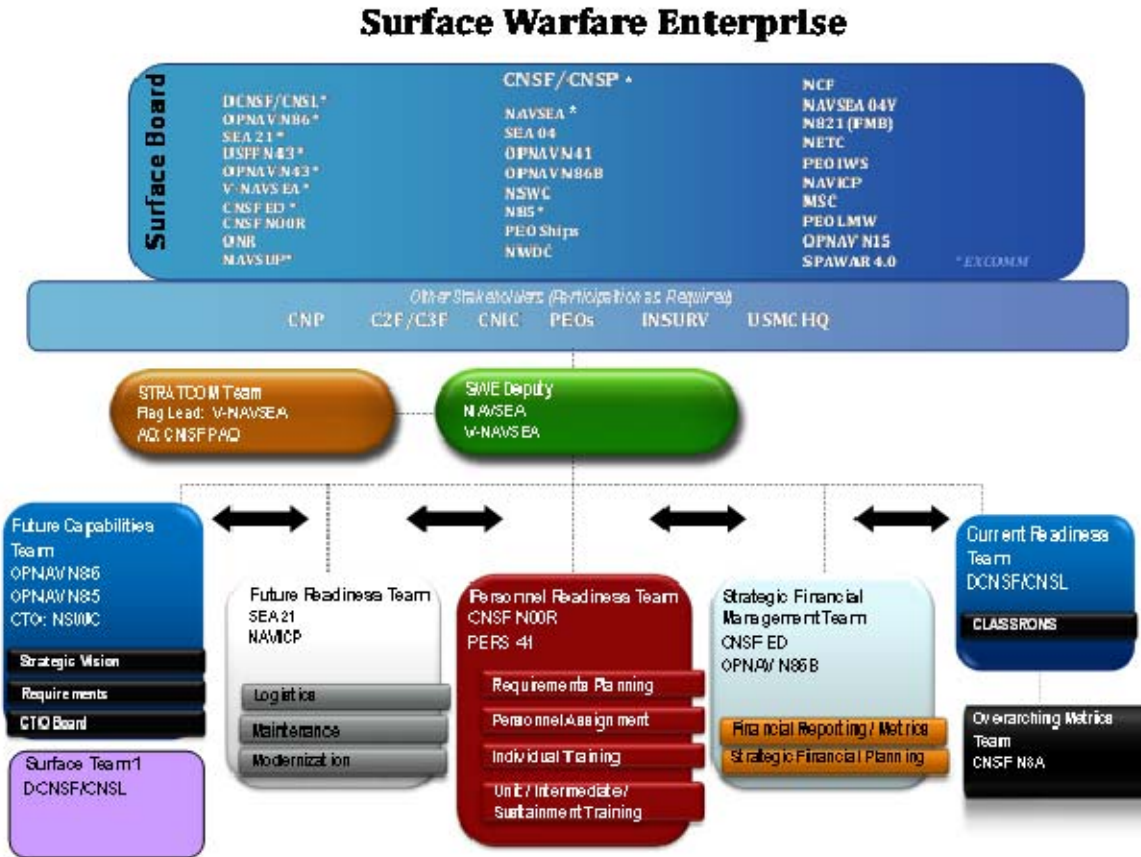 Surface Warfare Enterprise
Surface Board
DCNSF/CNSL*
OPNAV N86*
SEA 21*
USFF N43*
OPNAV N43*
V-NAVSEA*
CNSF ED *
CNSF N00R
ONR
NAVSUP*
CNSF/CNSP *
NAVSEA *
SEA 04
OPNAV N41
OPNAV N86B
NSWC
N85 *
PEO Ships
NWDC
NCF
NAVSEA 04Y
N821 (FMB)
NETC
PEO IWS
NAVICP
MSC
PEO LMW
OPNAV N15
SPAWAR 4.0
*EXCOMM
Other Stakeholders (Participation as Required)
CNP C2F/C3F CNIC PEOs INSURV USMC HQ
STRATCOM Team
Flag Lead: V-NAVSEA
AO: CNSF PAO
SWE Deputy
NAVSEA
V-NAVSEA
Future Capabilities
Team
OPNAV N86
OPNAV N85
CTO: NSWC
Strategic Vision
Requirements
CTO Board
Surface Team 1
DCNSF/CNSL
Future Readiness Team
SEA 21
NAVICP
Logistics
Maintenance
Modernization
Personnel Readiness Team
CNSF N00R
PERS 41
Requirements Planning
Personnel Assignment
Individual Training
Unit / Intermediate /
Sustainment Training
Strategic Financial
Management Team
CNSF ED
OPNAV N86B
Financial Reporting / Metrics
Strategic Financial Planning
Current Readiness
Team
DCNSF/CNSL
CLASSRONS
Overarching Metrics
Team
CNSF N8A